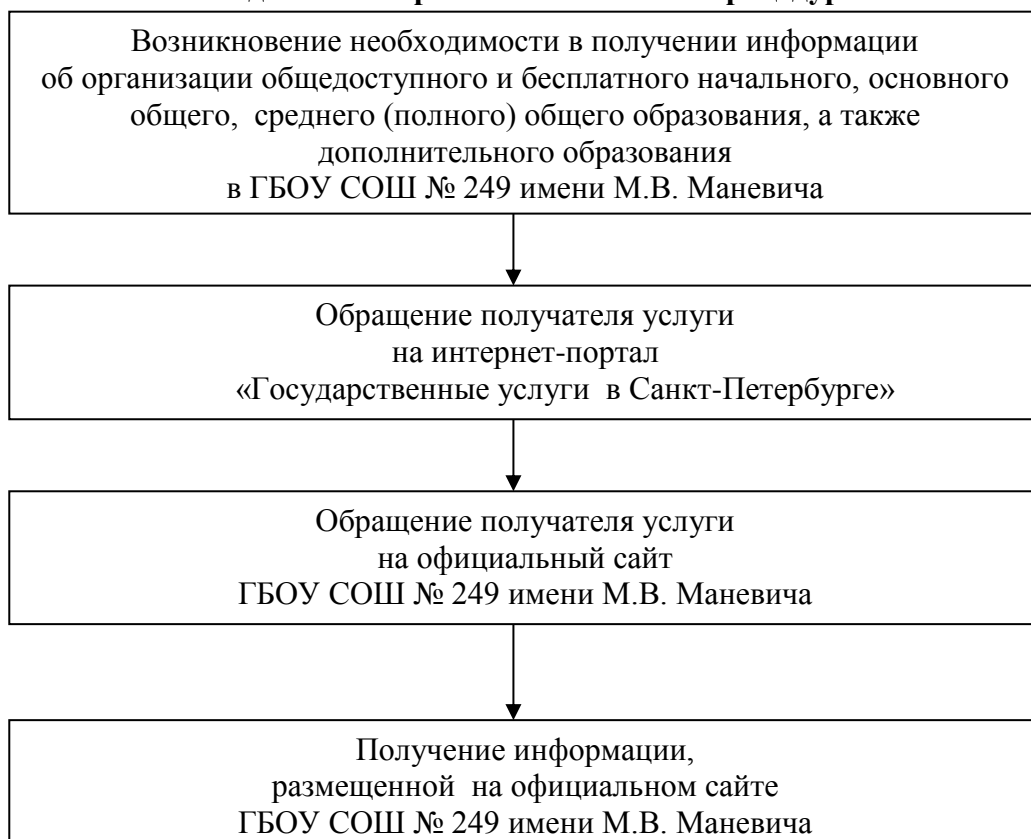 Возникновение необходимости в получении информации
об организации общедоступного и бесплатного начального, основного
общего,  среднего (полного) общего образования, а также
дополнительного образования
в ГБОУ СОШ № 249 имени М.В. Маневича
Обращение получателя услуги
на интернет-портал
«Государственные услуги  в Санкт-Петербурге»
Обращение получателя услуги
на официальный сайт
ГБОУ СОШ № 249 имени М.В. Маневича
Получение информации,
размещенной  на официальном сайте
ГБОУ СОШ № 249 имени М.В. Маневича